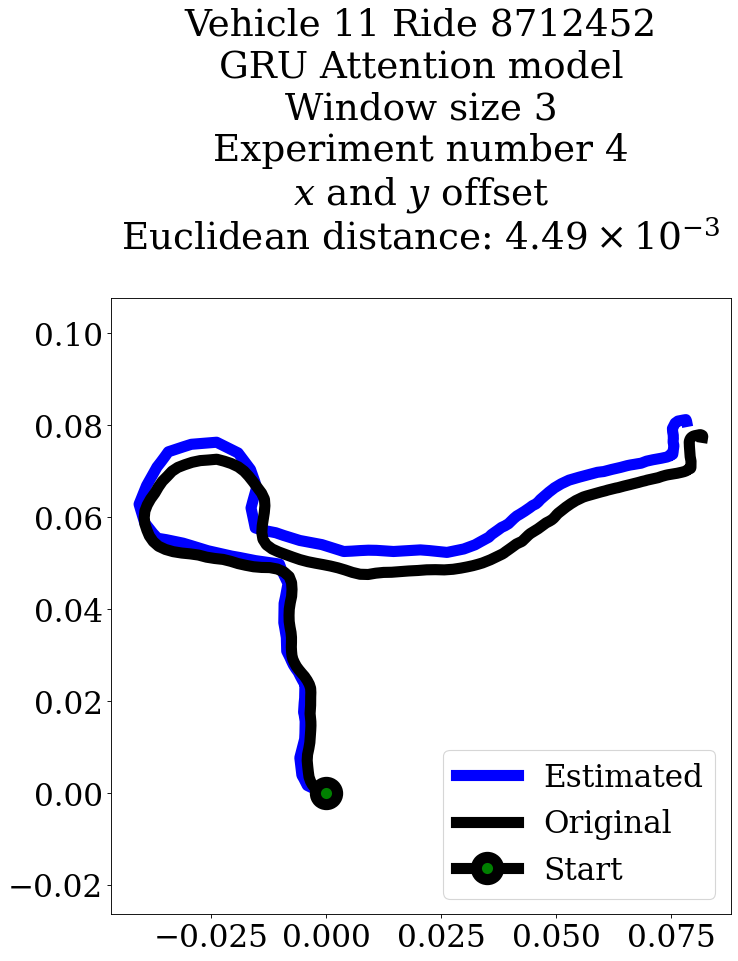 Vehicle 11 Ride 8712452
GRU Attention model
Window size 3
Experiment number 4
x and y offset
Euclidean distance: 4.49 × 10⁻³
0.10
0.08
0.06
0.04
0.02
0.00
−0.02
Estimated
Original
Start
−0.025 0.000 0.025 0.050 0.075